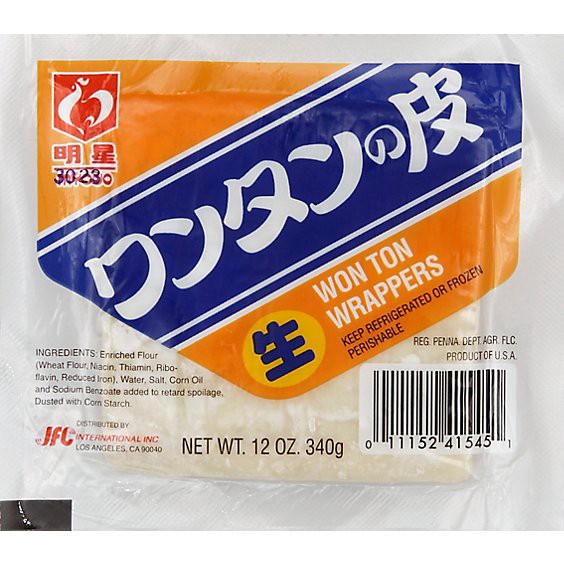 明星
ワンタンの皮
生
WON TON
WRAPPERS
KEEP REFRIGERATED OR FROZEN
PERISHABLE
REG. PENNA. DEPT. AGR. FLC.
PRODUCT OF U.S.A.
INGREDIENTS: Enriched Flour
(Wheat Flour, Niacin, Thiamin, Ribo-
flavin, Reduced Iron), Water, Salt, Corn Oil
and Sodium Benzoate added to retard spoilage,
Dusted with Corn Starch.
DISTRIBUTED BY
JFC INTERNATIONAL INC
LOS ANGELES, CA 90040
NET WT. 12 OZ. 340g
0 11152 41545 1